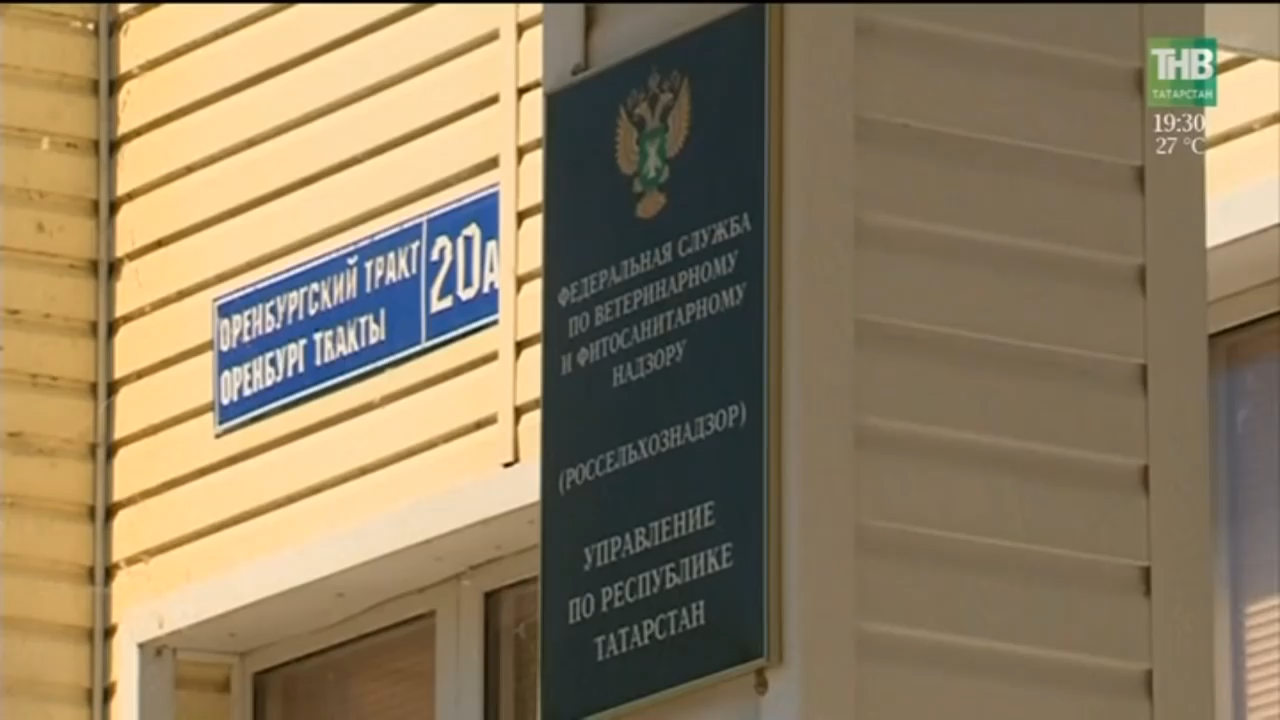 ОРЕНБУРГСКИЙ ТРАКТ
ОРЕНБУРГ ТРАКТЫ
20А
ФЕДЕРАЛЬНАЯ СЛУЖБА
ПО ВЕТЕРИНАРНОМУ
И ФИТОСАНИТАРНОМУ
НАДЗОРУ
(РОССЕЛЬХОЗНАДЗОР)
УПРАВЛЕНИЕ
ПО РЕСПУБЛИКЕ
ТАТАРСТАН
ТНВ
ТАТАРСТАН
19:30
27 °C